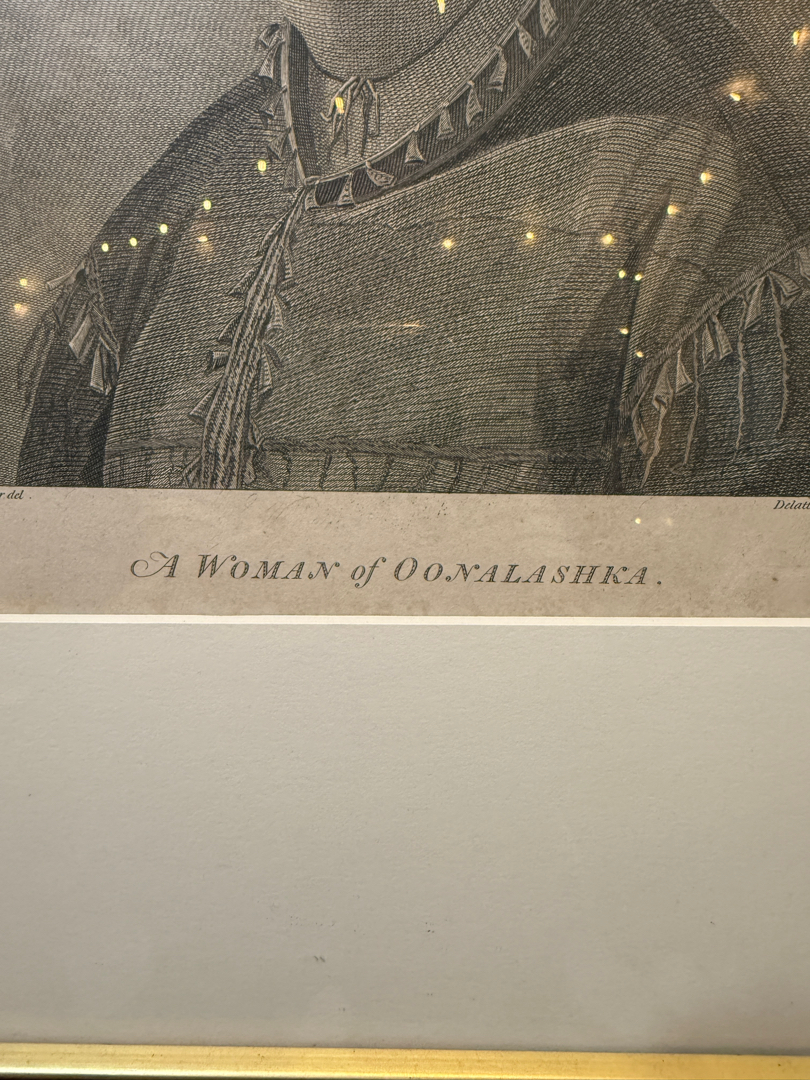 r. del.
Delatt
A WOMAN of OONALASHKA.